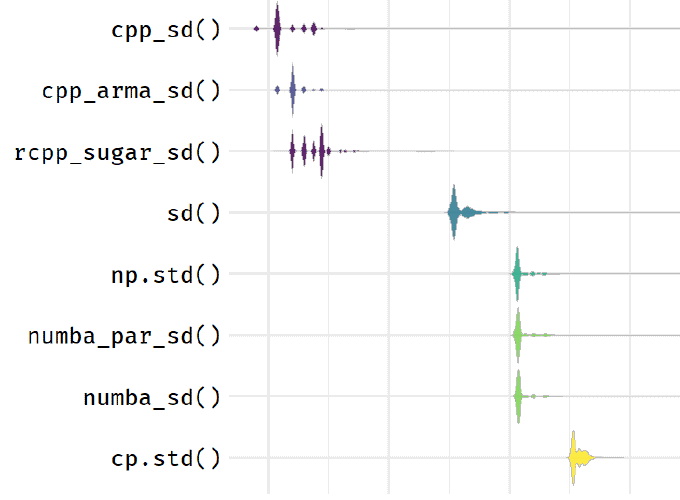 cpp_sd()
cpp_arma_sd()
rcpp_sugar_sd()
sd()
np.std()
numba_par_sd()
numba_sd()
cp.std()